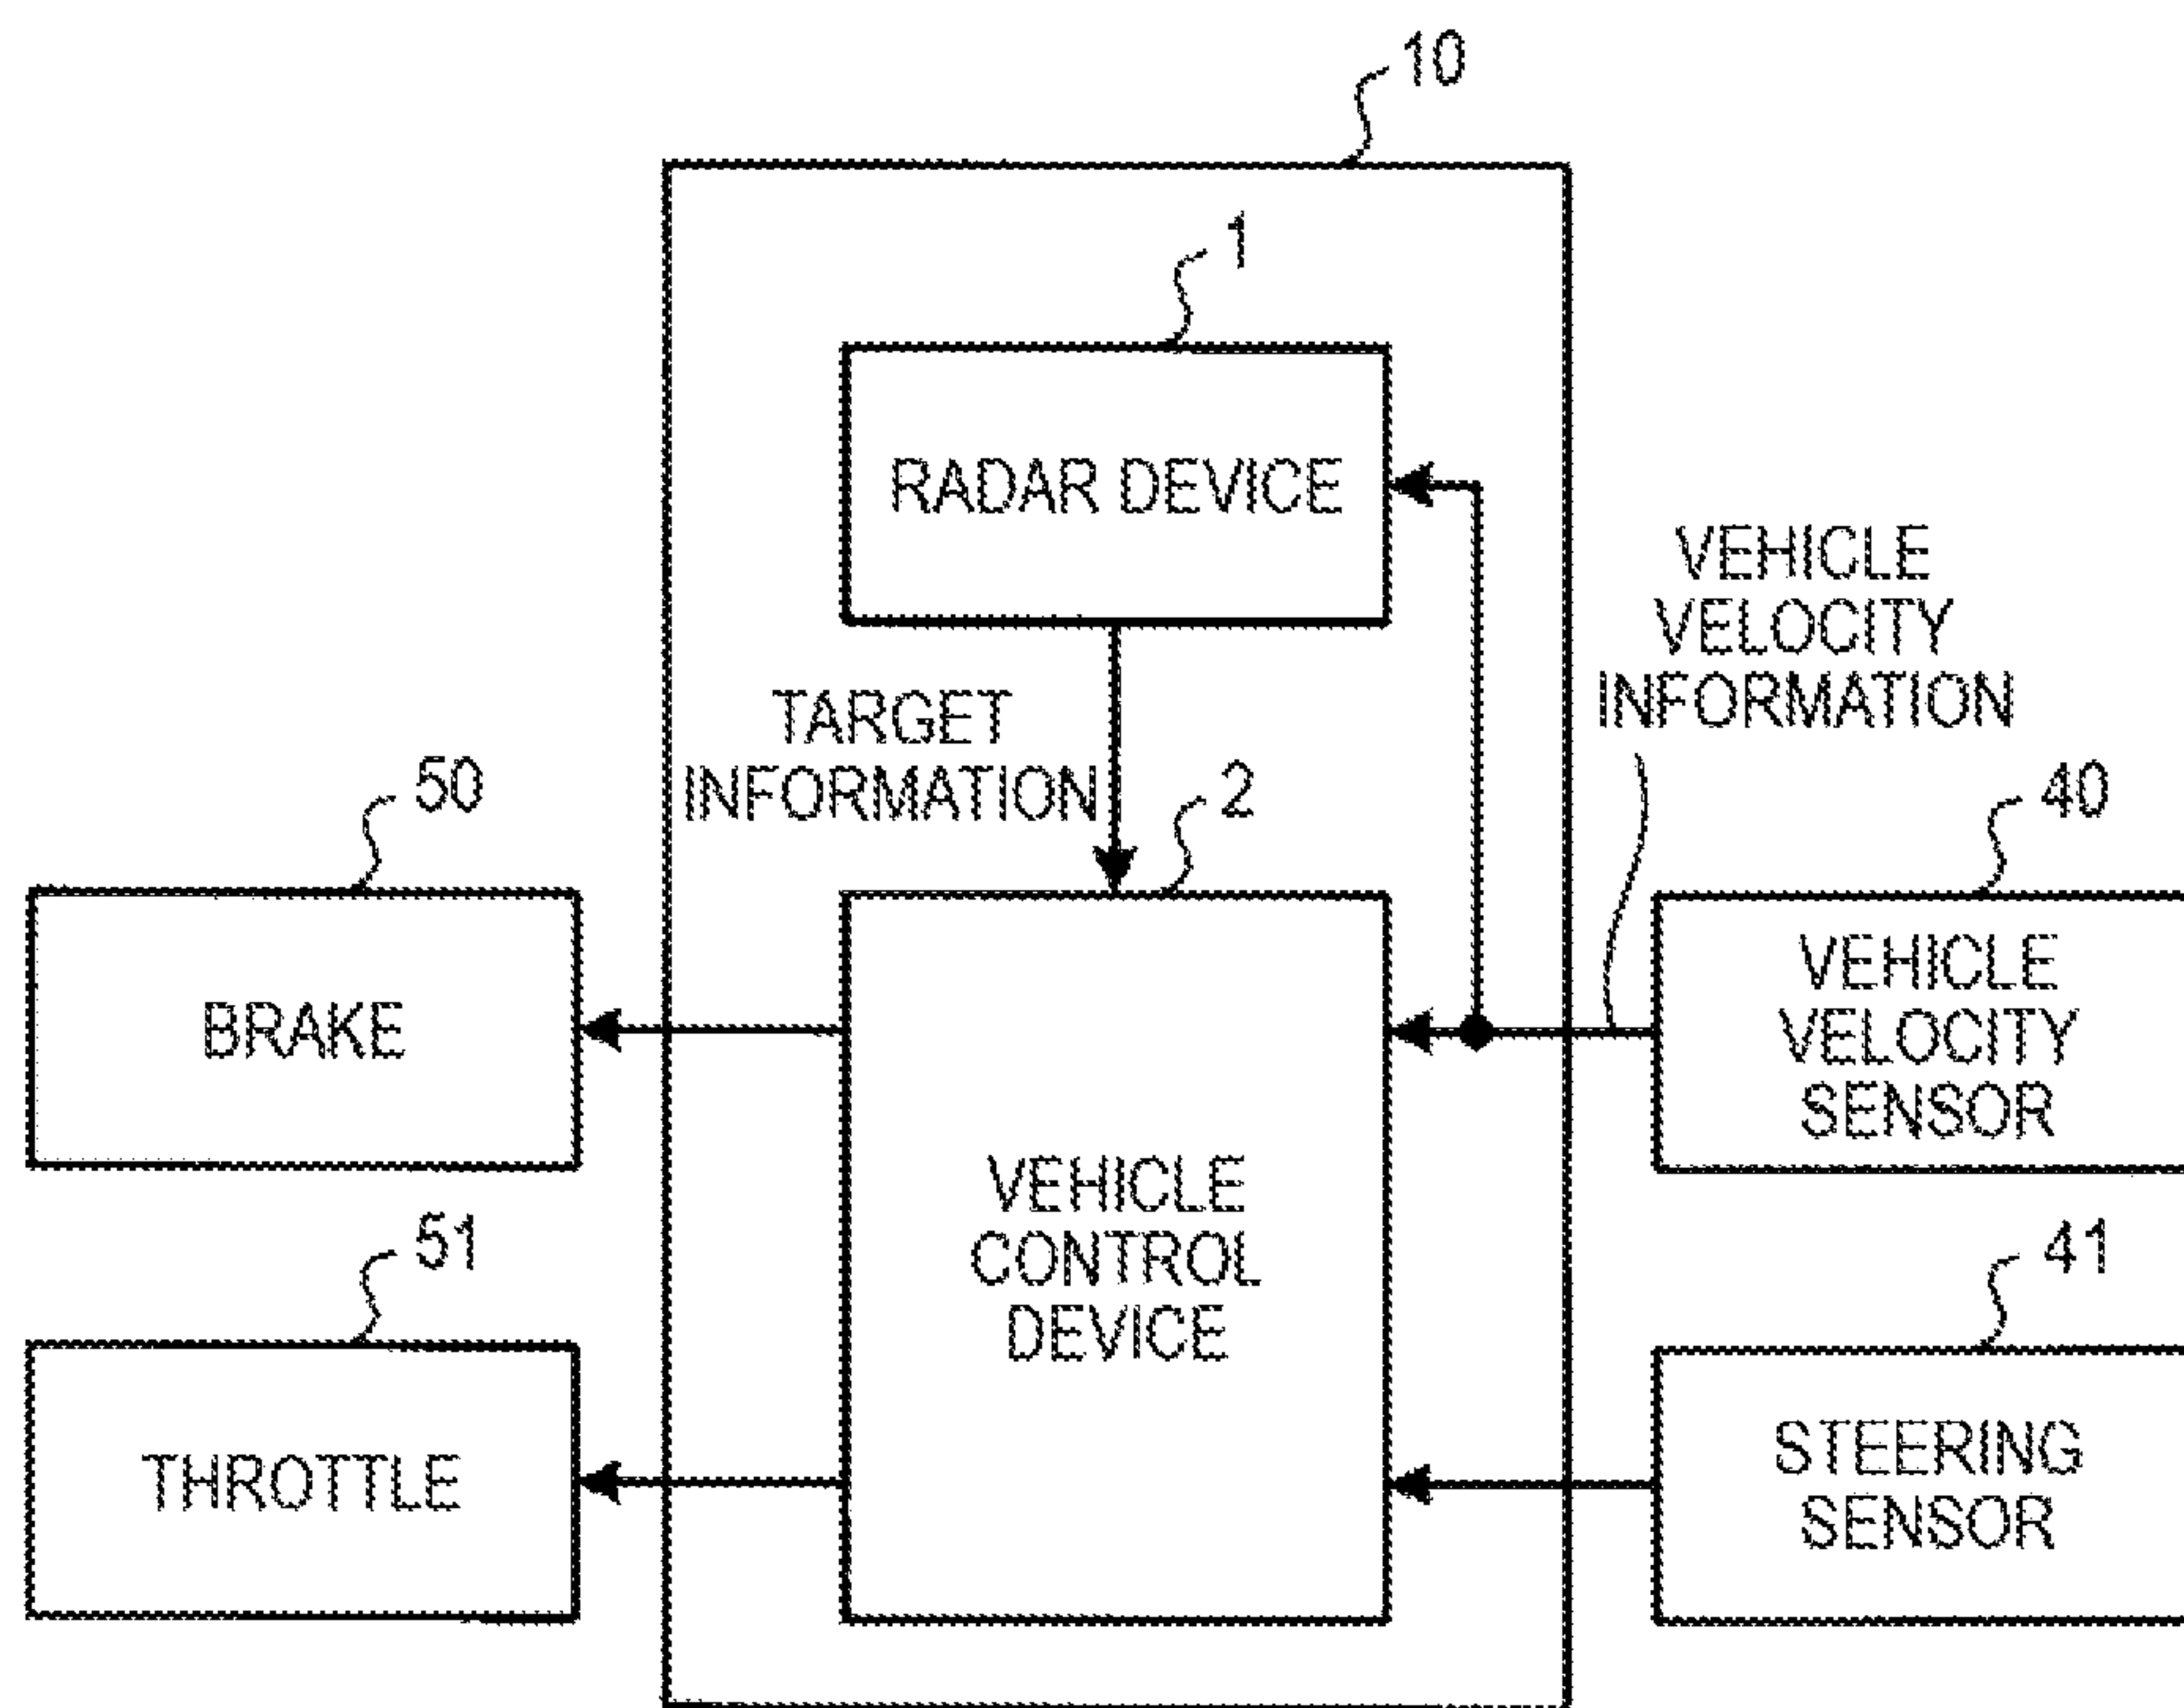 10
1
RADAR DEVICE
VEHICLE
VELOCITY
INFORMATION
TARGET
INFORMATION
50
2
40
BRAKE
VEHICLE
VELOCITY
SENSOR
VEHICLE
CONTROL
DEVICE
51
41
THROTTLE
STEERING
SENSOR